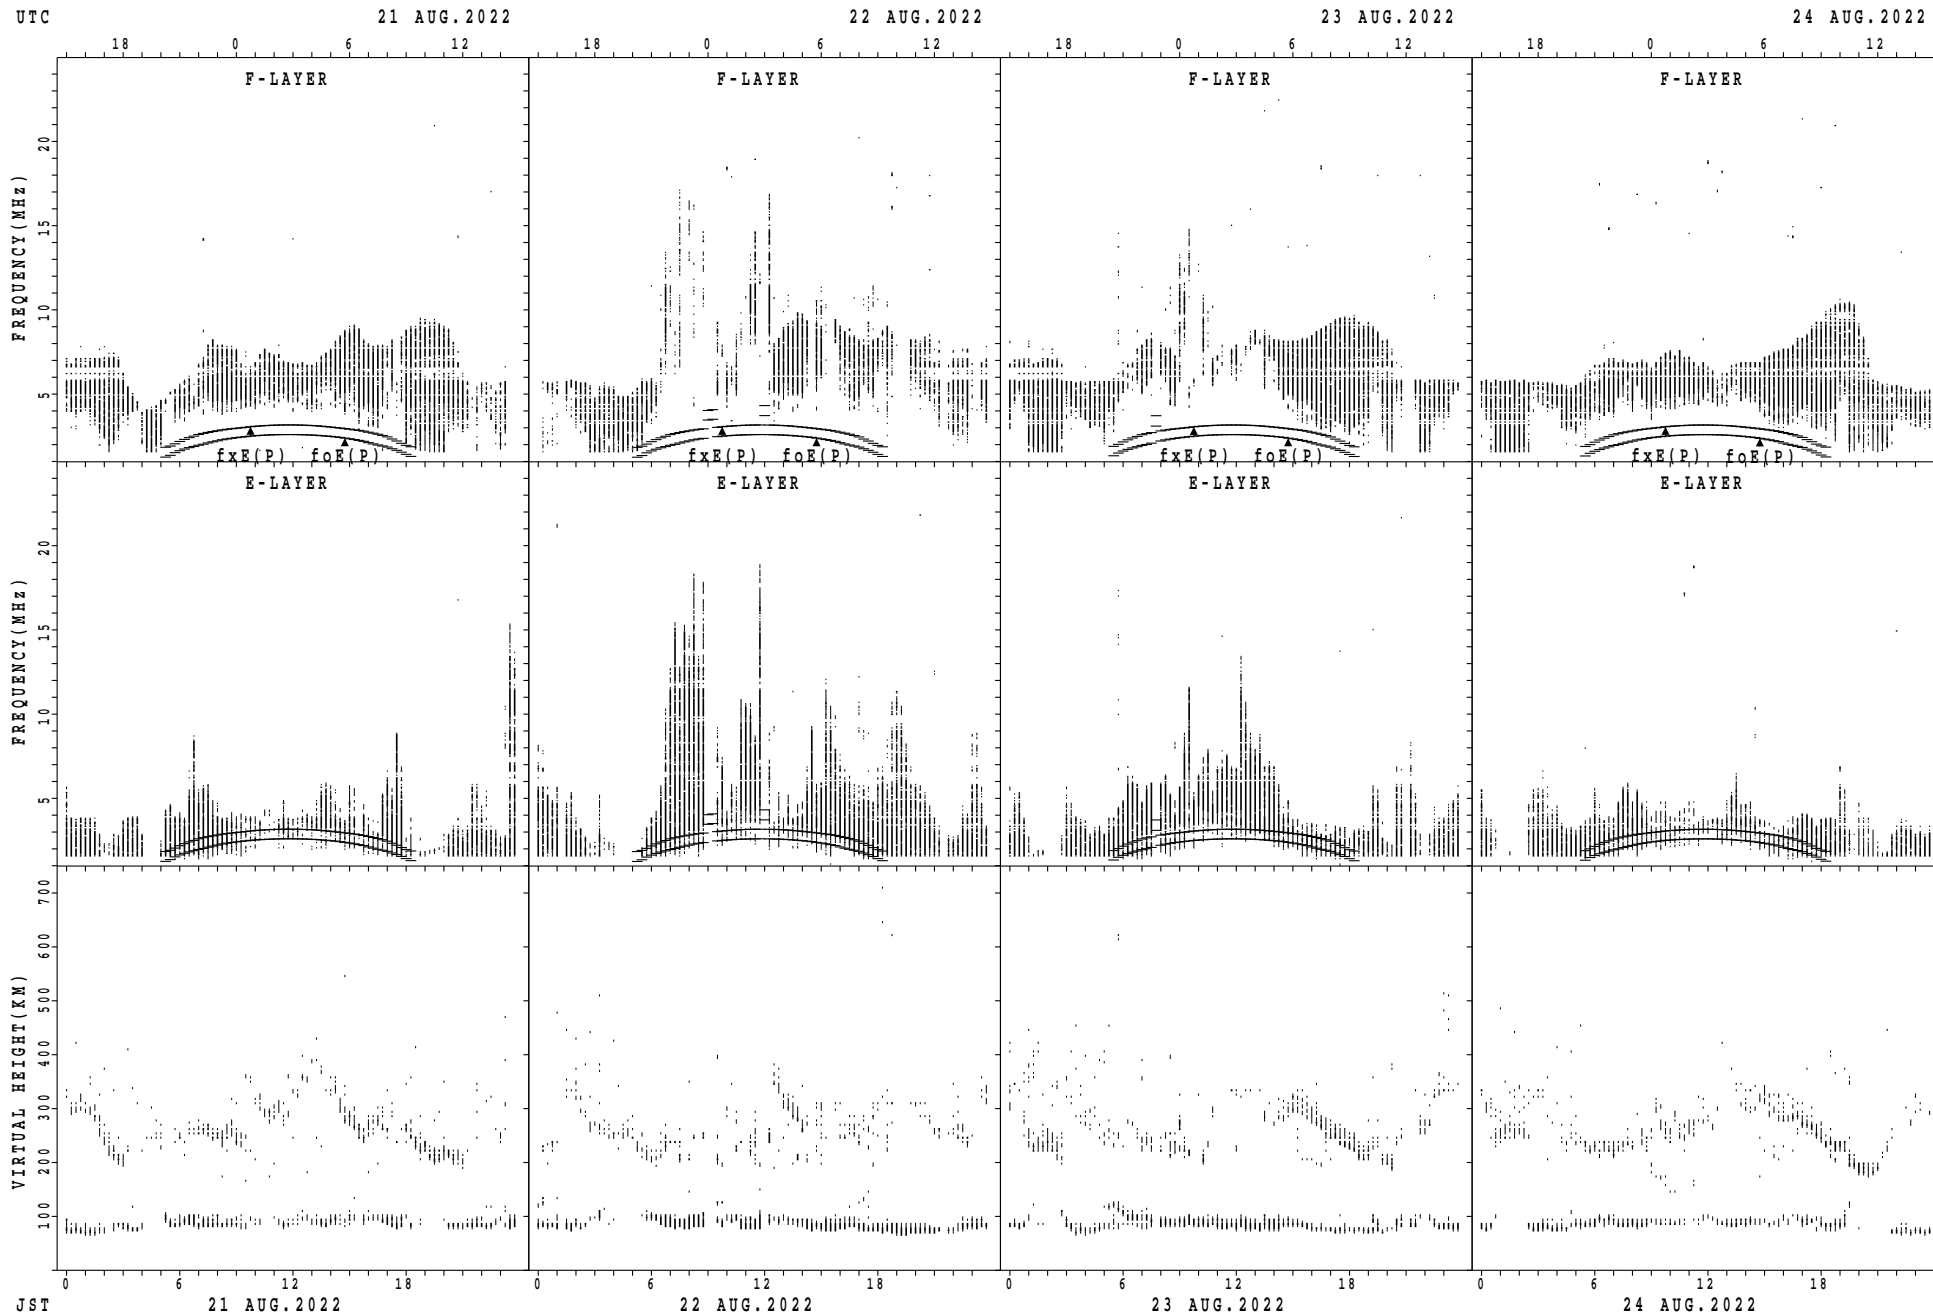 UTC 21 AUG.2022 22 AUG.2022 23 AUG.2022 24 AUG.2022
18 0 6 12 18 0 6 12 18 0 6 12 18 0 6 12
F-LAYER F-LAYER F-LAYER F-LAYER
FREQUENCY(MHz)
20
15
10
5
fxE(P) foE(P) fxE(P) foE(P) fxE(P) foE(P) fxE(P) foE(P)
E-LAYER E-LAYER E-LAYER E-LAYER
FREQUENCY(MHz)
20
15
10
5
VIRTUAL HEIGHT(KM)
700
600
500
400
300
200
100
0 6 12 18 0 6 12 18 0 6 12 18 0 6 12 18
JST 21 AUG.2022 22 AUG.2022 23 AUG.2022 24 AUG.2022